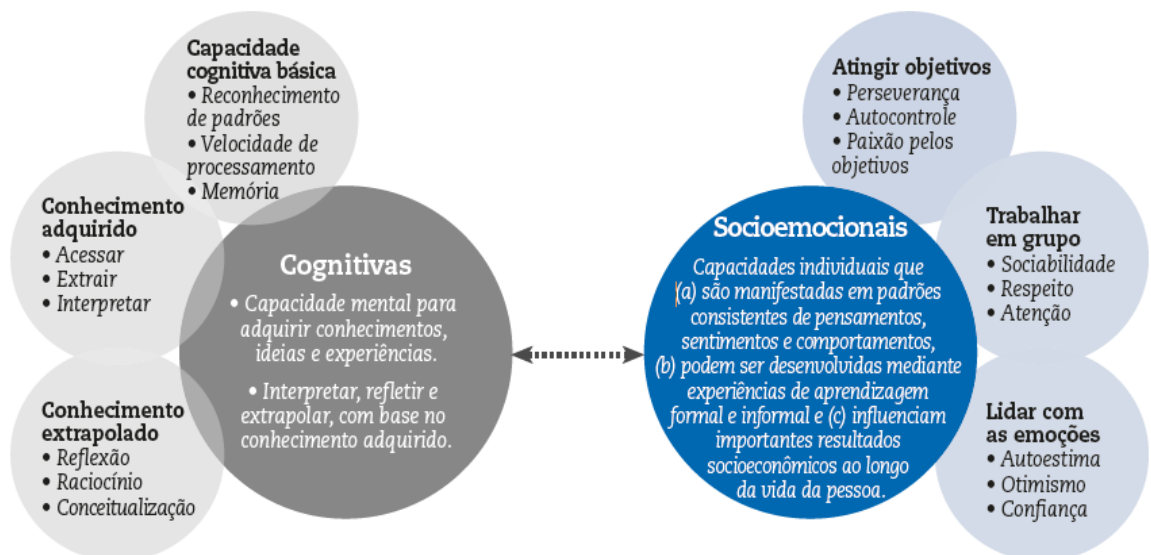 Capacidade
cognitiva básica
• Reconhecimento
de padrões
• Velocidade de
processamento
• Memória
Conhecimento
adquirido
• Acessar
• Extrair
• Interpretar
Conhecimento
extrapolado
• Reflexão
• Raciocínio
• Conceitualização
Cognitivas
• Capacidade mental para
adquirir conhecimentos,
ideias e experiências.
• Interpretar, refletir e
extrapolar, com base no
conhecimento adquirido.
Socioemocionais
Capacidades individuais que
(a) são manifestadas em padrões
consistentes de pensamentos,
sentimentos e comportamentos,
(b) podem ser desenvolvidas mediante
experiências de aprendizagem
formal e informal e (c) influenciam
importantes resultados
socioeconômicos ao longo
da vida da pessoa.
Atingir objetivos
• Perseverança
• Autocontrole
• Paixão pelos
objetivos
Trabalhar
em grupo
• Sociabilidade
• Respeito
• Atenção
Lidar com
as emoções
• Autoestima
• Otimismo
• Confiança